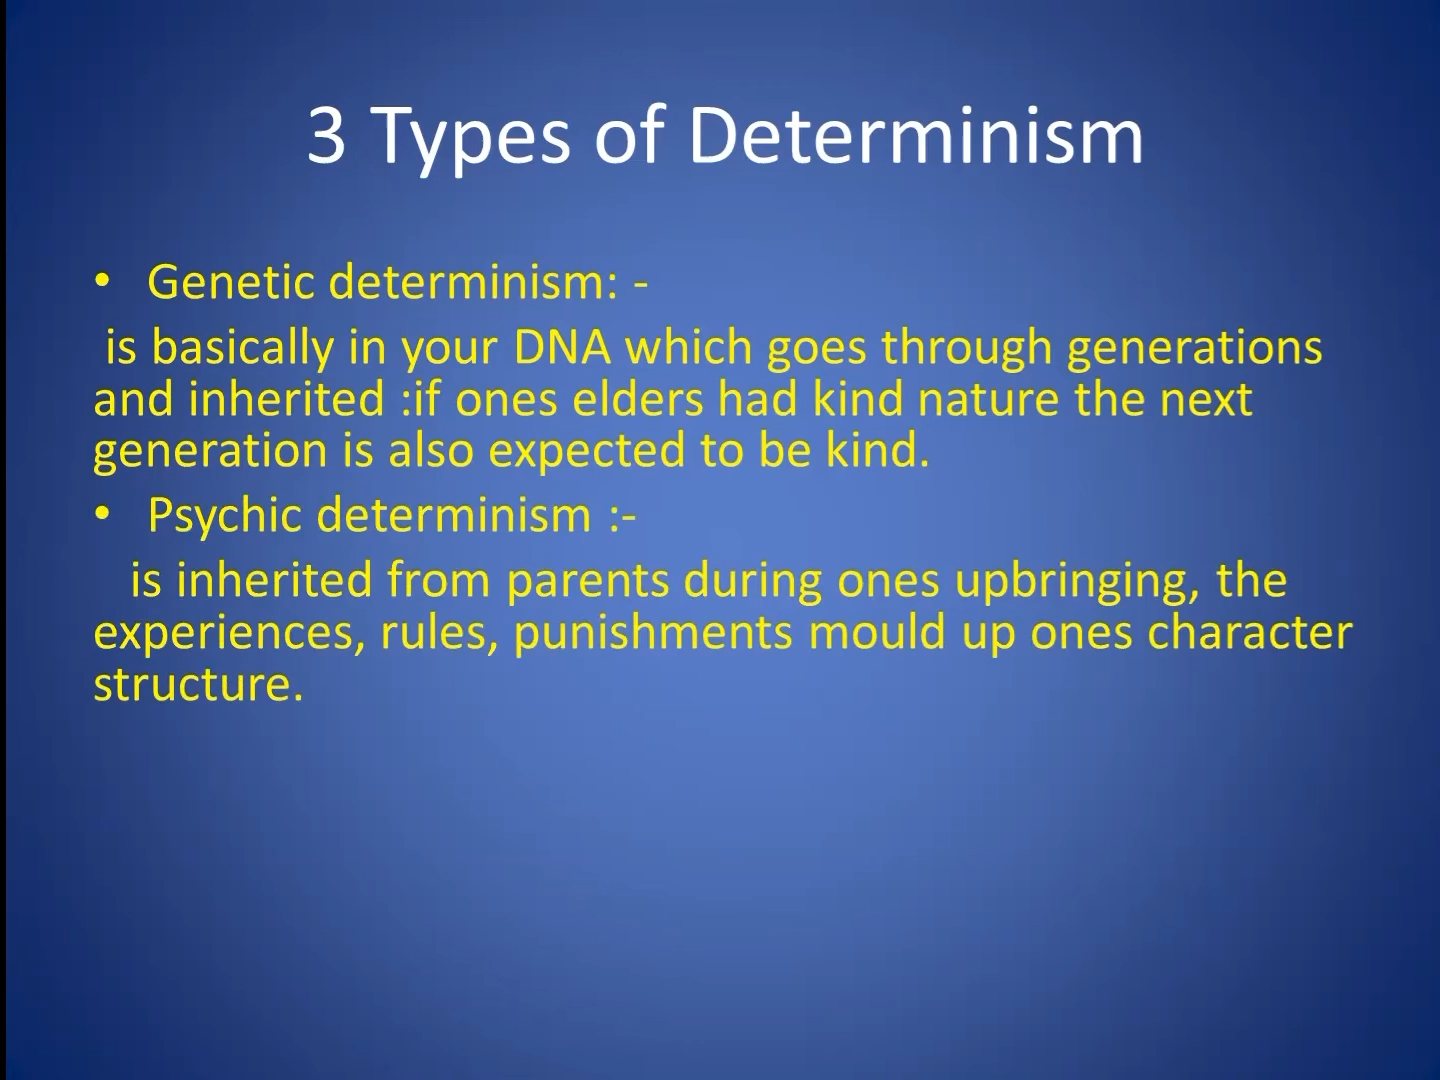 3 Types of Determinism
• Genetic determinism: -
is basically in your DNA which goes through generations
and inherited :if ones elders had kind nature the next
generation is also expected to be kind.
• Psychic determinism :-
is inherited from parents during ones upbringing, the
experiences, rules, punishments mould up ones character
structure.